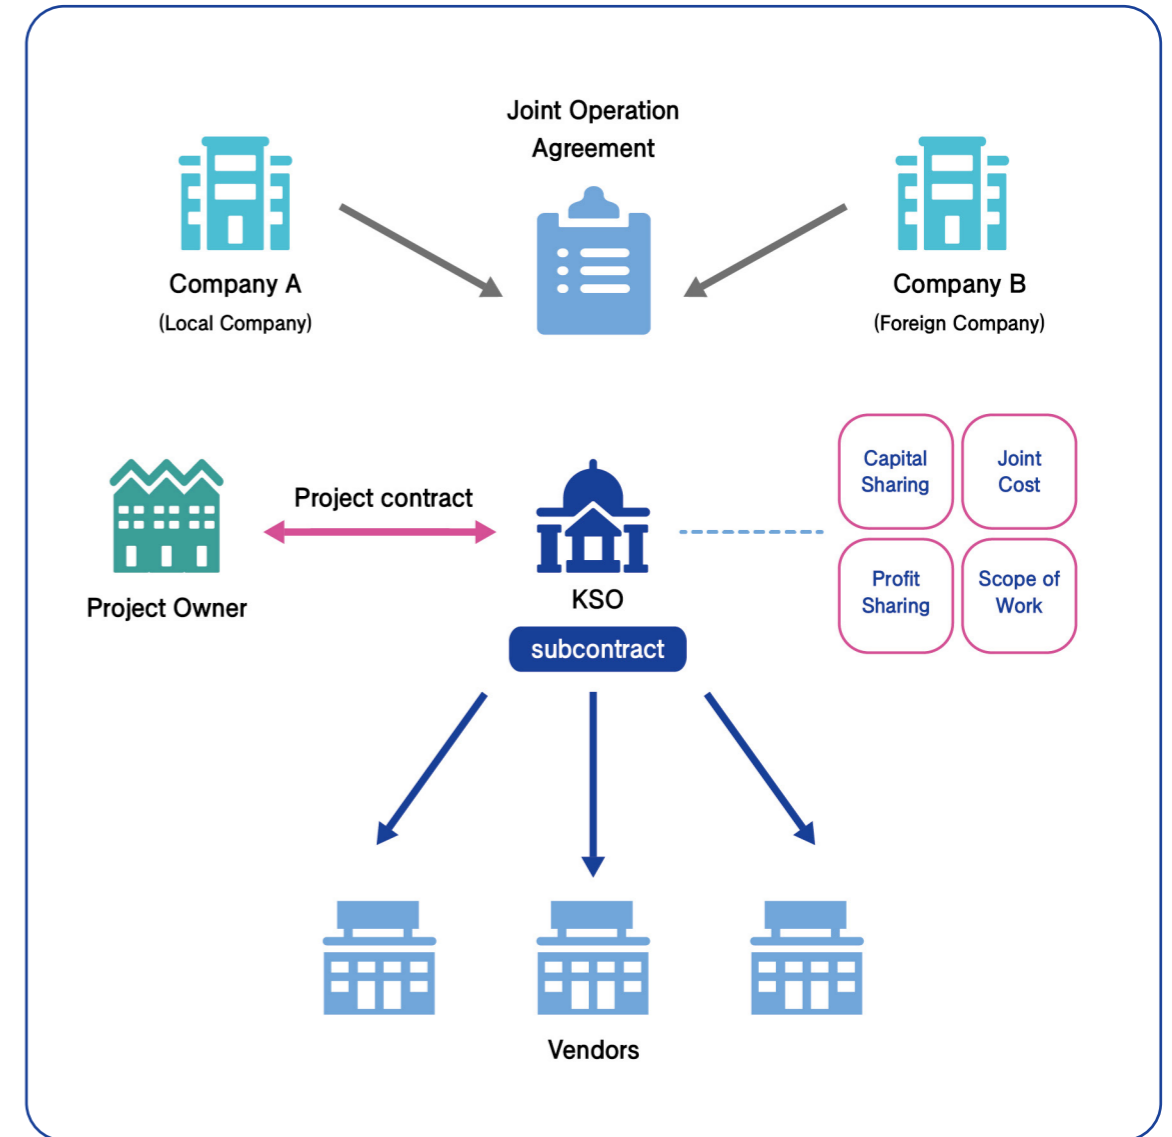 Joint Operation
Agreement
Company A
(Local Company)
Company B
(Foreign Company)
Project contract
Project Owner
KSO
subcontract
Capital
Sharing
Joint
Cost
Profit
Sharing
Scope of
Work
Vendors